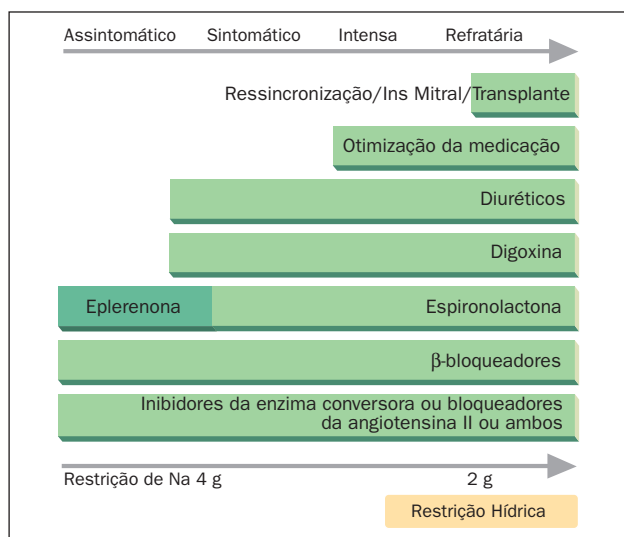 Assintomático Sintomático Intensa Refratária
Ressincronização/Ins Mitral/Transplante
Otimização da medicação
Diuréticos
Digoxina
Eplerenona Espironolactona
β-bloqueadores
Inibidores da enzima conversora ou bloqueadores
da angiotensina II ou ambos
Restrição de Na 4 g 2 g
Restrição Hídrica